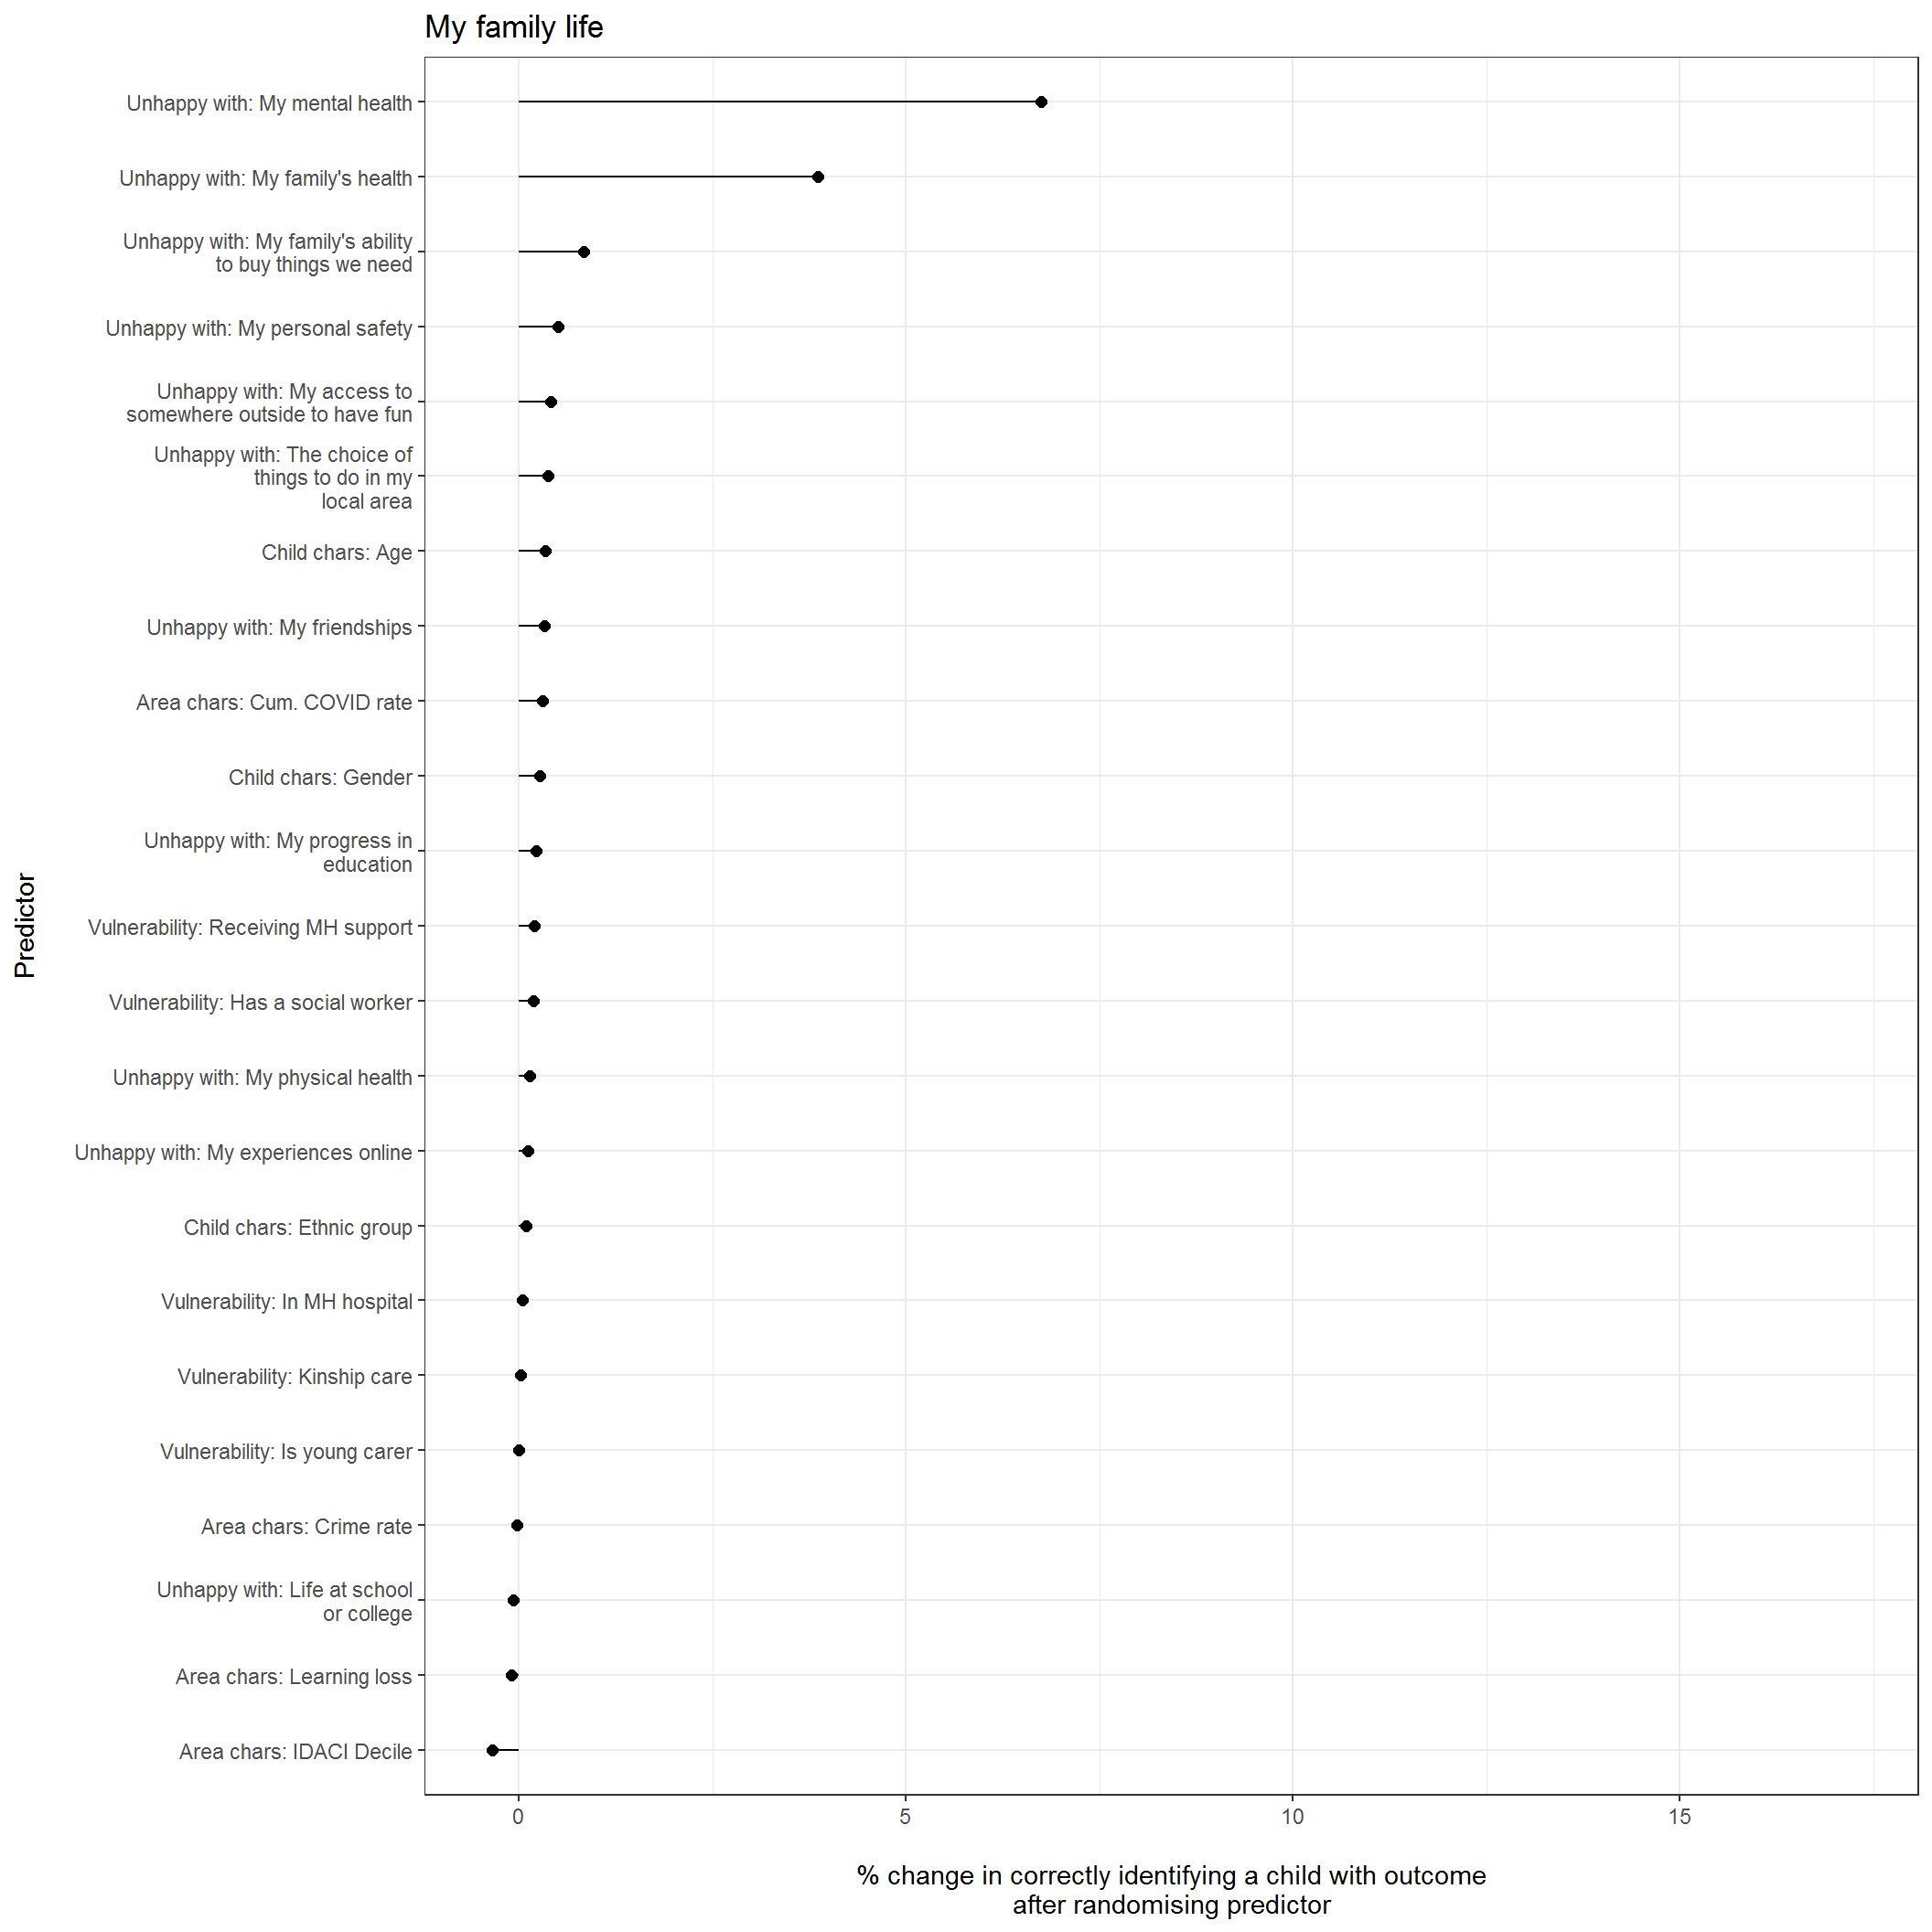 My family life
Unhappy with: My mental health
Unhappy with: My family's health
Unhappy with: My family's ability
to buy things we need
Unhappy with: My personal safety
Unhappy with: My access to
somewhere outside to have fun
Unhappy with: The choice of
things to do in my
local area
Child chars: Age
Unhappy with: My friendships
Area chars: Cum. COVID rate
Child chars: Gender
Unhappy with: My progress in
education
Vulnerability: Receiving MH support
Vulnerability: Has a social worker
Unhappy with: My physical health
Unhappy with: My experiences online
Child chars: Ethnic group
Vulnerability: In MH hospital
Vulnerability: Kinship care
Vulnerability: Is young carer
Area chars: Crime rate
Unhappy with: Life at school
or college
Area chars: Learning loss
Area chars: IDACI Decile
Predictor
0 5 10 15
% change in correctly identifying a child with outcome
after randomising predictor